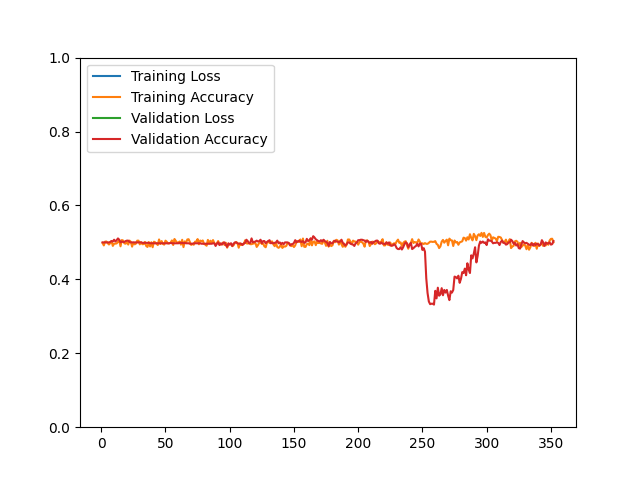 1.0
0.8
0.6
0.4
0.2
0.0
Training Loss
Training Accuracy
Validation Loss
Validation Accuracy
0 50 100 150 200 250 300 350